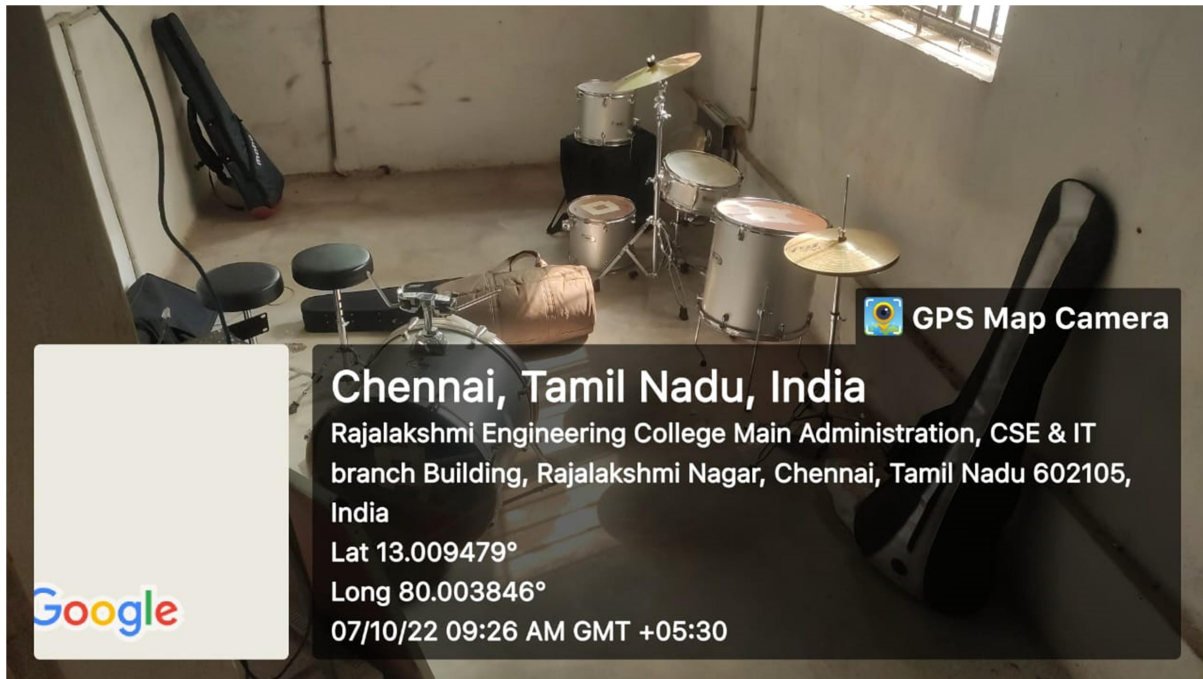 GPS Map Camera
Chennai, Tamil Nadu, India
Rajalakshmi Engineering College Main Administration, CSE & IT
branch Building, Rajalakshmi Nagar, Chennai, Tamil Nadu 602105,
India
Lat 13.009479°
Long 80.003846°
07/10/22 09:26 AM GMT +05:30
Google